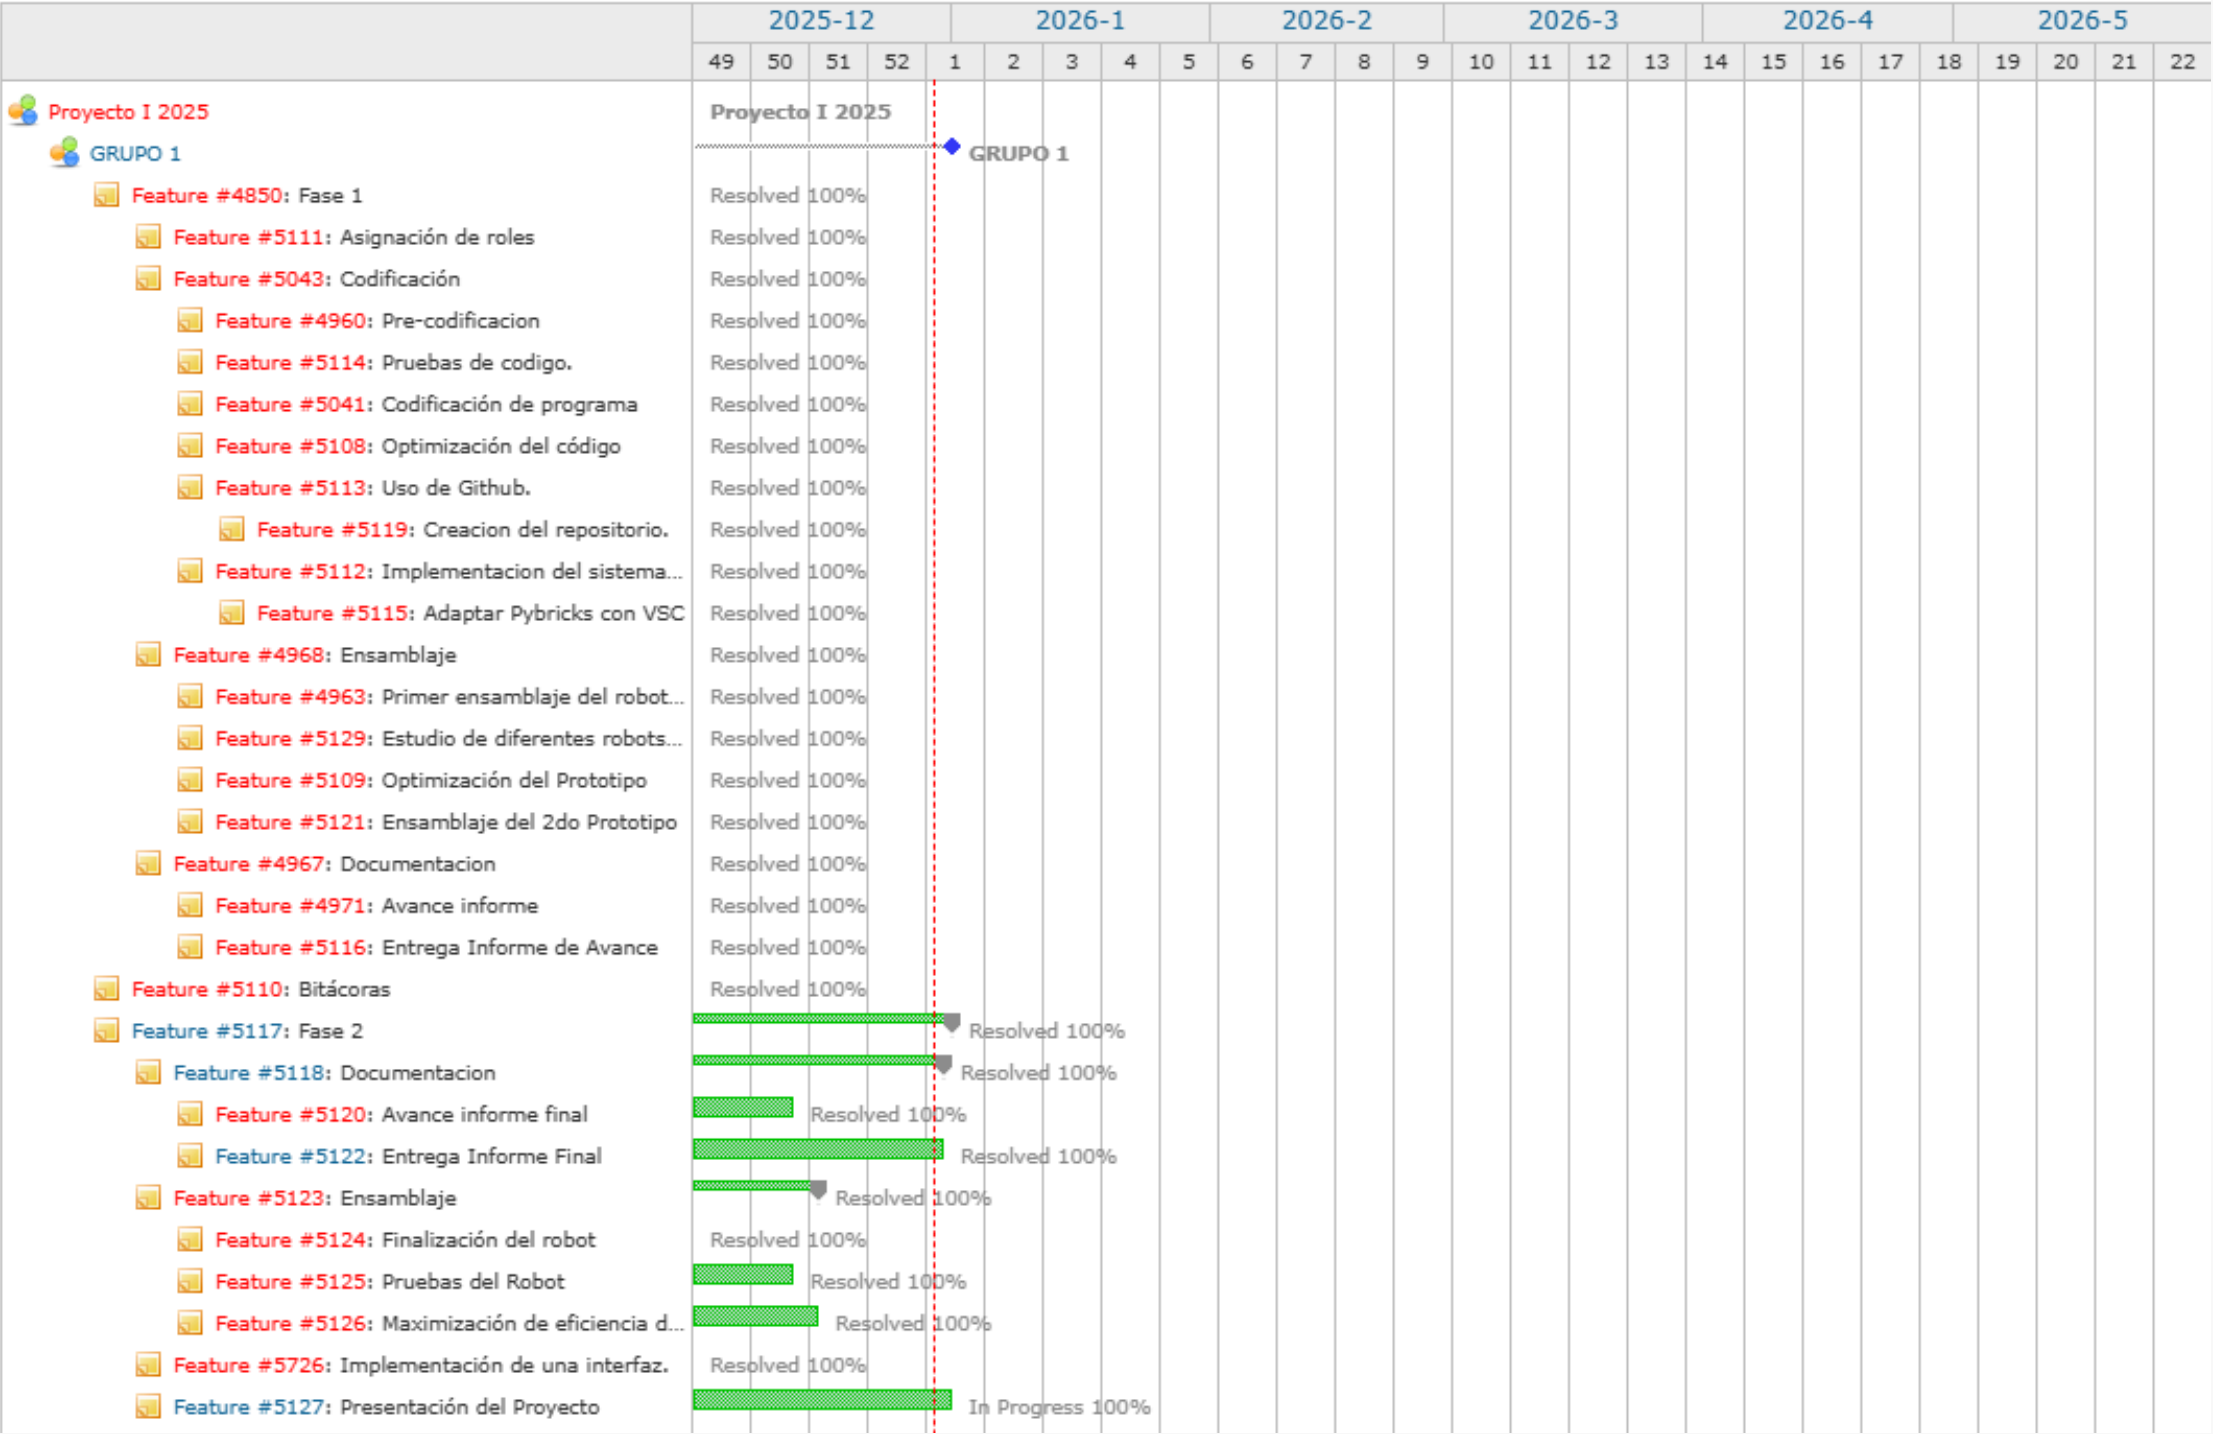 2025-12 2026-1 2026-2 2026-3 2026-4 2026-5
49 50 51 52 1 2 3 4 5 6 7 8 9 10 11 12 13 14 15 16 17 18 19 20 21 22
Proyecto I 2025 Proyecto I 2025
GRUPO 1 GRUPO 1
Feature #4850: Fase 1 Resolved 100%
Feature #5111: Asignación de roles Resolved 100%
Feature #5043: Codificación Resolved 100%
Feature #4960: Pre-codificacion Resolved 100%
Feature #5114: Pruebas de codigo. Resolved 100%
Feature #5041: Codificación de programa Resolved 100%
Feature #5108: Optimización del código Resolved 100%
Feature #5113: Uso de Github. Resolved 100%
Feature #5119: Creacion del repositorio. Resolved 100%
Feature #5112: Implementacion del sistema... Resolved 100%
Feature #5115: Adaptar Pybricks con VSC Resolved 100%
Feature #4968: Ensamblaje Resolved 100%
Feature #4963: Primer ensamblaje del robot... Resolved 100%
Feature #5129: Estudio de diferentes robots... Resolved 100%
Feature #5109: Optimización del Prototipo Resolved 100%
Feature #5121: Ensamblaje del 2do Prototipo Resolved 100%
Feature #4967: Documentacion Resolved 100%
Feature #4971: Avance informe Resolved 100%
Feature #5116: Entrega Informe de Avance Resolved 100%
Feature #5110: Bitácoras Resolved 100%
Feature #5117: Fase 2 Resolved 100%
Feature #5118: Documentacion Resolved 100%
Feature #5120: Avance informe final Resolved 100%
Feature #5122: Entrega Informe Final Resolved 100%
Feature #5123: Ensamblaje Resolved 100%
Feature #5124: Finalización del robot Resolved 100%
Feature #5125: Pruebas del Robot Resolved 100%
Feature #5126: Maximización de eficiencia d... Resolved 100%
Feature #5726: Implementación de una interfaz. Resolved 100%
Feature #5127: Presentación del Proyecto In Progress 100%